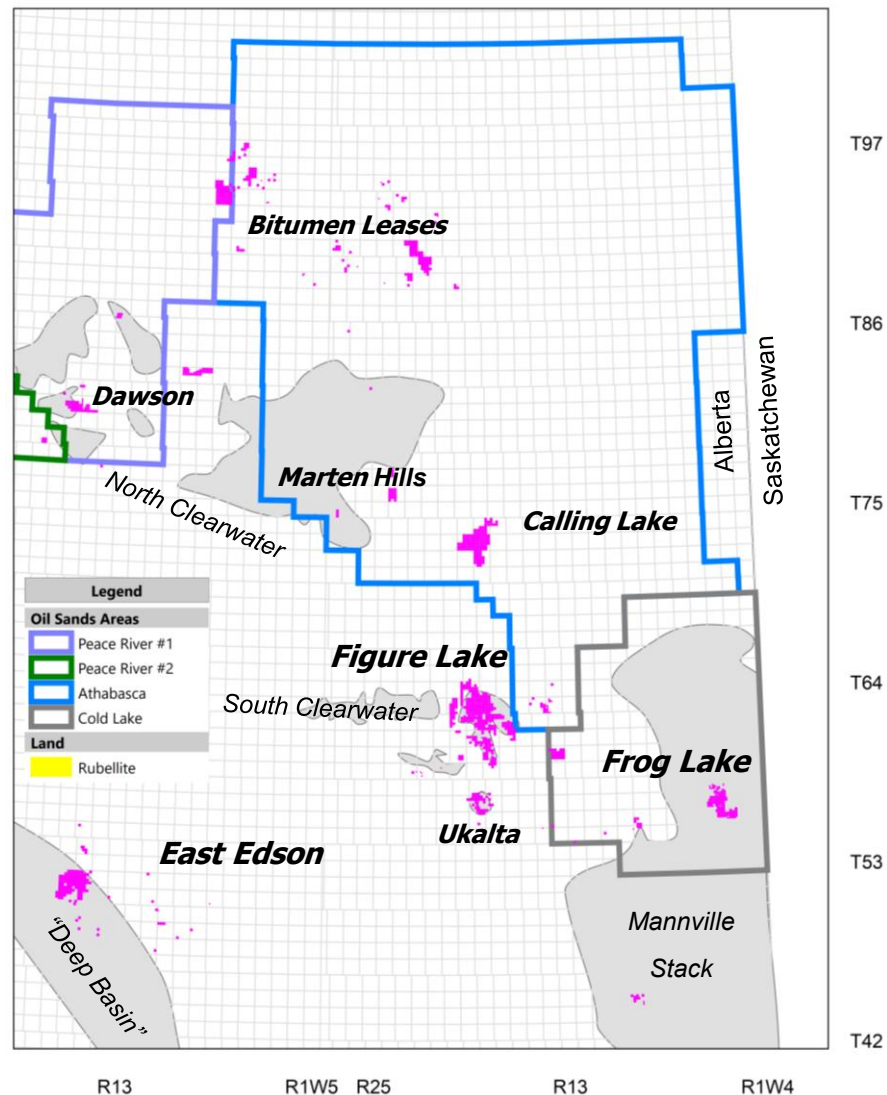 T97
Bitumen Leases
T86
Dawson
Alberta
Saskatchewan
Marten Hills
T75
North Clearwater
Calling Lake
Legend
Oil Sands Areas
Peace River #1
Peace River #2
Athabasca
Cold Lake
Land
Rubellite
Figure Lake
T64
South Clearwater
Frog Lake
Ukalta
East Edson
T53
Mannville
Stack
"Deep Basin"
T42
R13
R1W5
R25
R13
R1W4